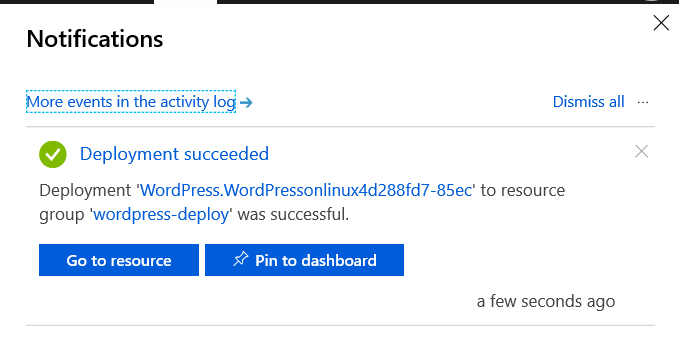 Notifications
More events in the activity log
Dismiss all ...
Deployment succeeded
Deployment 'WordPress.WordPressonlinux4d288fd7-85ec' to resource
group 'wordpress-deploy' was successful.
Go to resource
Pin to dashboard
a few seconds ago